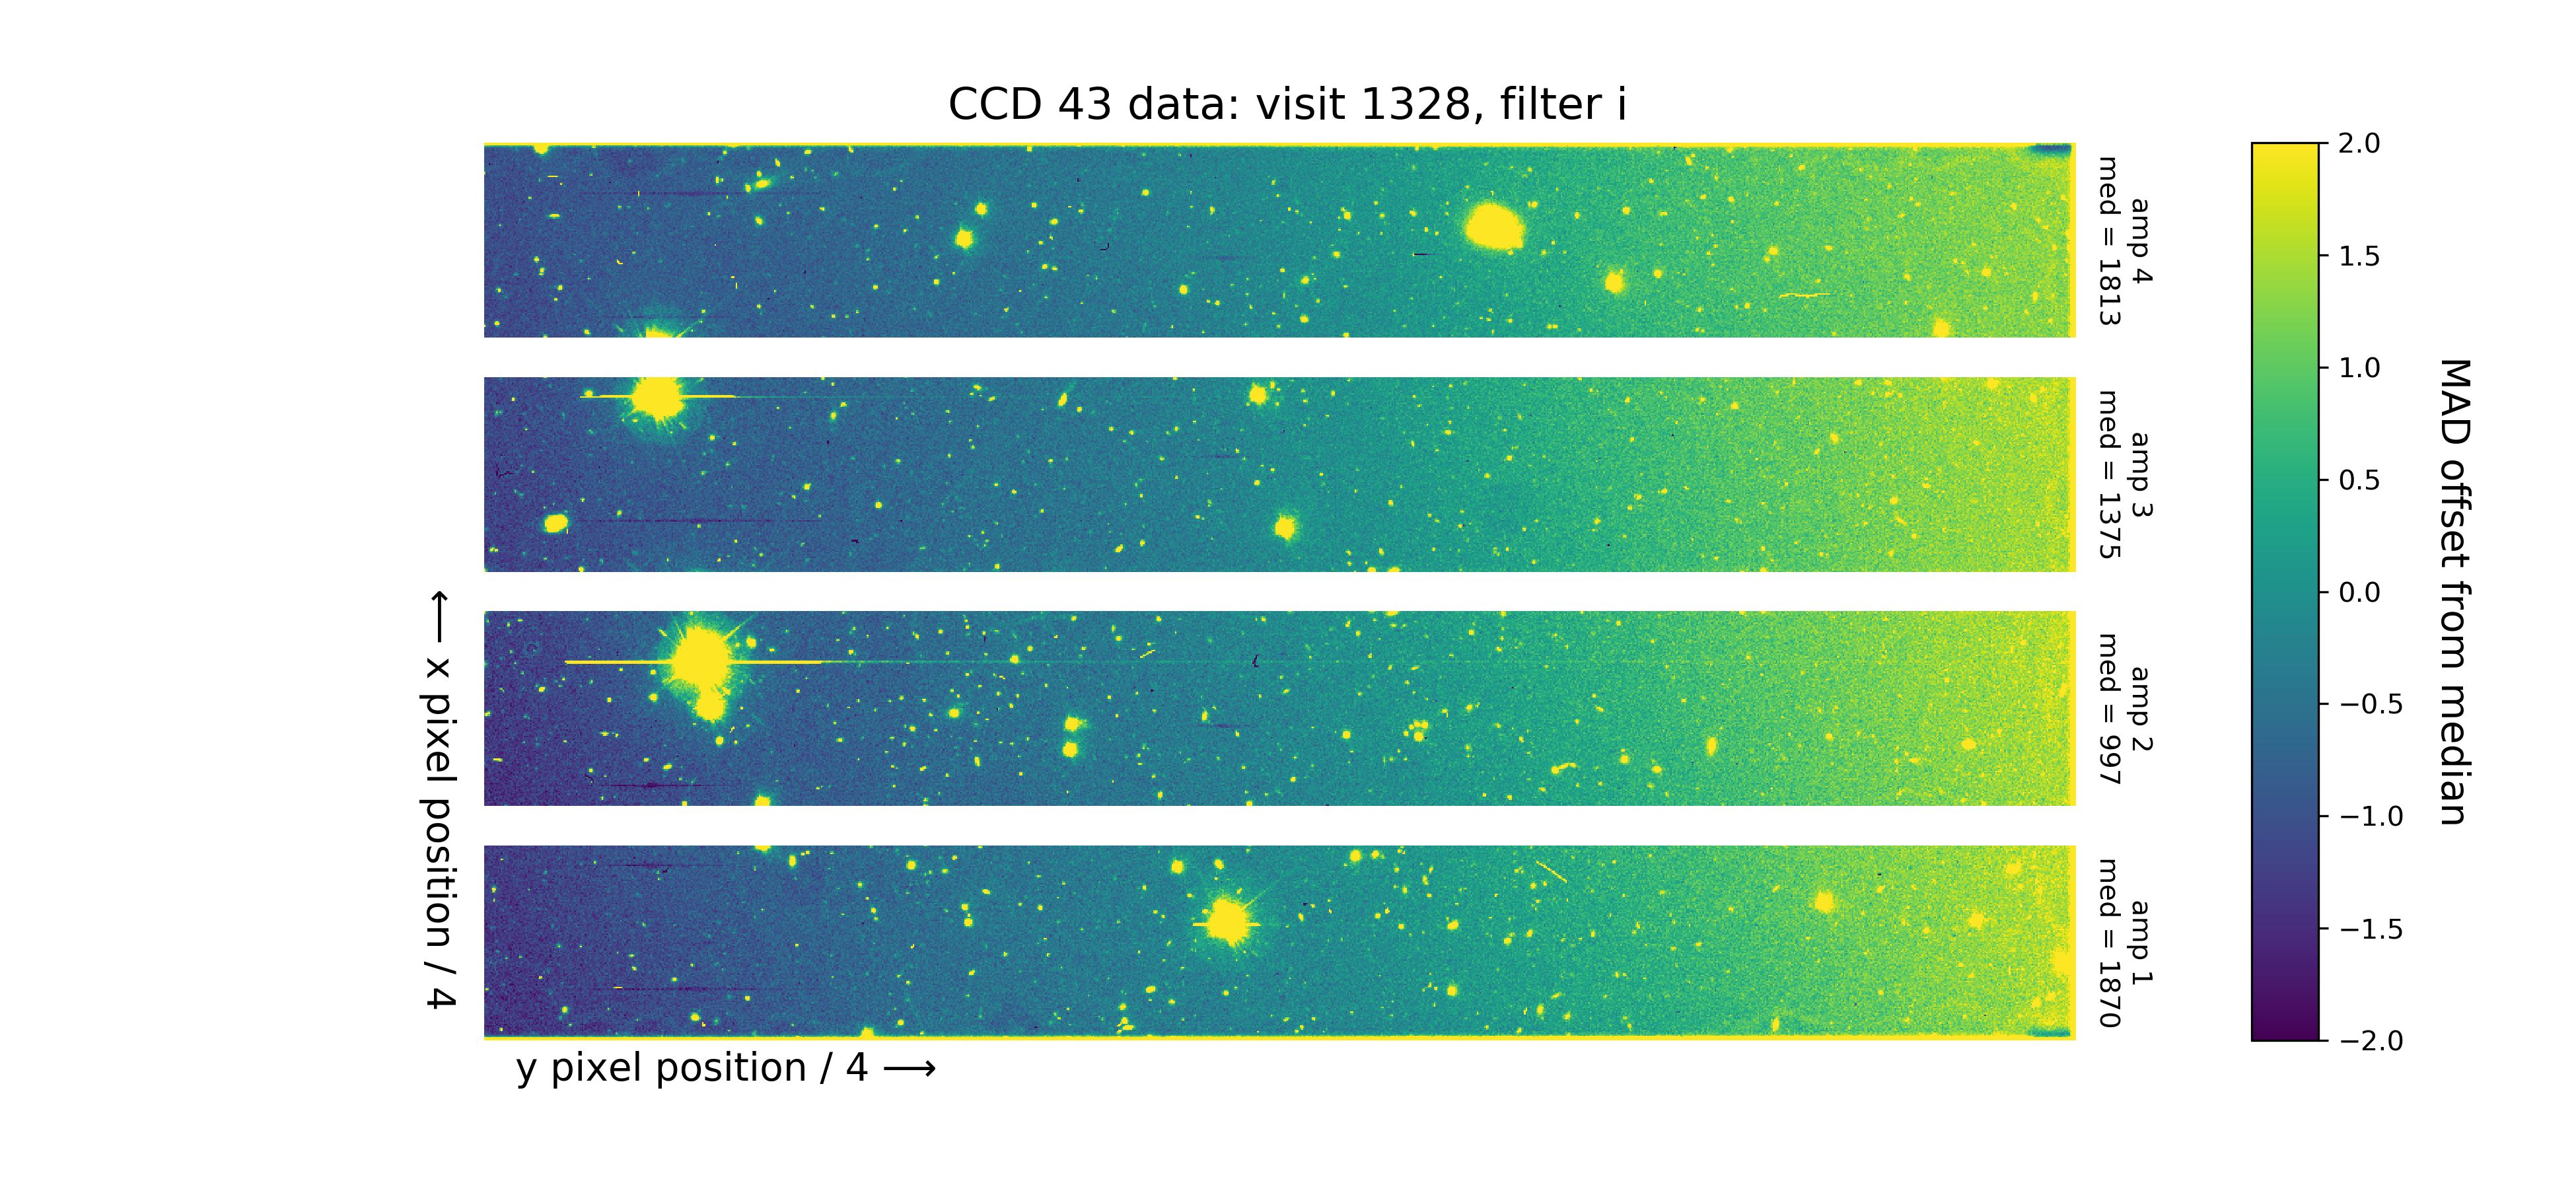 CCD 43 data: visit 1328, filter i
amp 4
med = 1813
amp 3
med = 1375
amp 2
med = 997
amp 1
med = 1870
⟵ x pixel position / 4
y pixel position / 4 ⟶
2.0
1.5
1.0
0.5
0.0
−0.5
−1.0
−1.5
−2.0
MAD offset from median